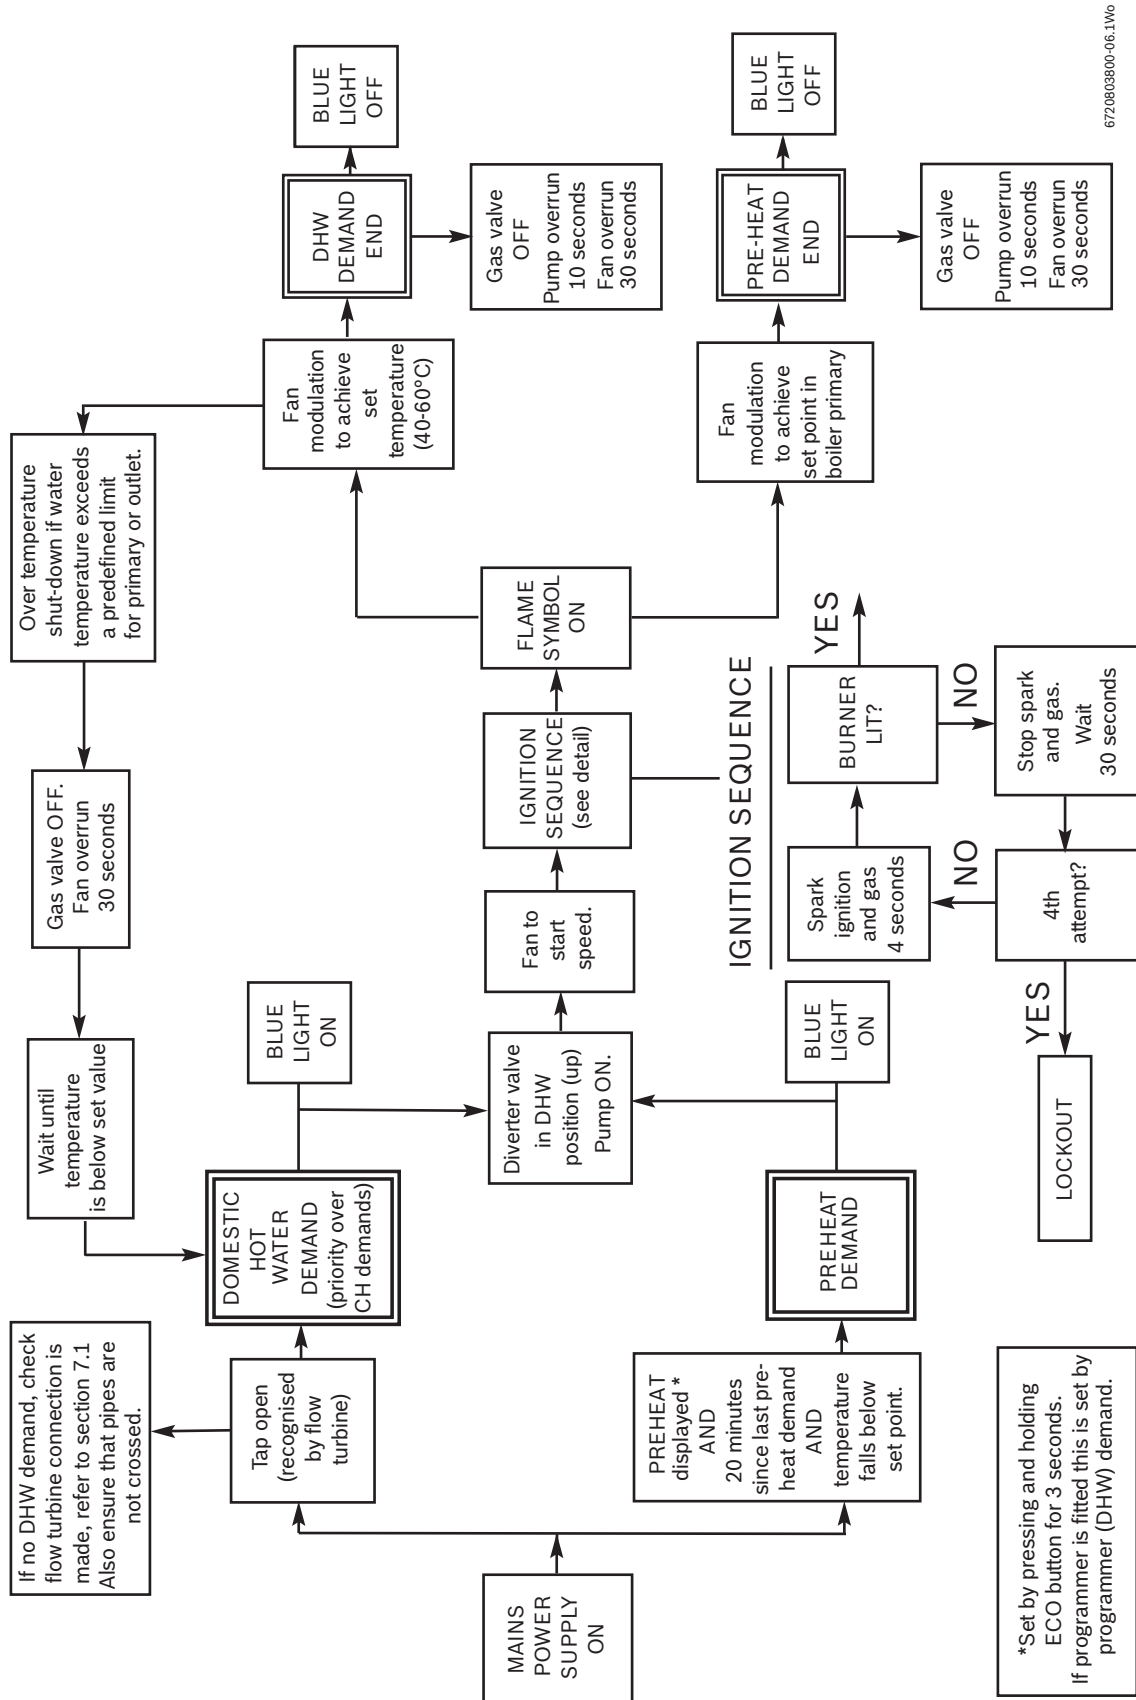 MAINS
POWER
SUPPLY
ON
If no DHW demand, check
flow turbine connection is
made, refer to section 7.1
Also ensure that pipes are
not crossed.
Tap open
(recognised
by flow
turbine)
DOMESTIC
HOT
WATER
DEMAND
(priority over
CH demands)
BLUE
LIGHT
ON
Wait until
temperature
is below set value
Gas valve OFF.
Fan overrun
30 seconds
Over temperature
shut-down if water
temperature exceeds
a predefined limit
for primary or outlet.
PREHEAT
displayed *
AND
20 minutes
since last pre-
heat demand
AND
temperature
falls below
set point.
PREHEAT
DEMAND
BLUE
LIGHT
ON
Diverter valve
in DHW
position (up)
Pump ON.
Fan to
start
speed.
IGNITION
SEQUENCE
(see detail)
FLAME
SYMBOL
ON
Fan
modulation
to achieve
set
temperature
(40-60°C)
DHW
DEMAND
END
BLUE
LIGHT
OFF
Gas valve
OFF
Pump overrun
10 seconds
Fan overrun
30 seconds
Fan
modulation
to achieve
set point in
boiler primary
PRE-HEAT
DEMAND
END
BLUE
LIGHT
OFF
Gas valve
OFF
Pump overrun
10 seconds
Fan overrun
30 seconds
IGNITION SEQUENCE
Spark
ignition
and gas
4 seconds
BURNER
LIT?
YES
NO
Stop spark
and gas.
Wait
30 seconds
4th
attempt?
NO
YES
LOCKOUT
*Set by pressing and holding
ECO button for 3 seconds.
If programmer is fitted this is set by
programmer (DHW) demand.
6720803800-06.1Wo